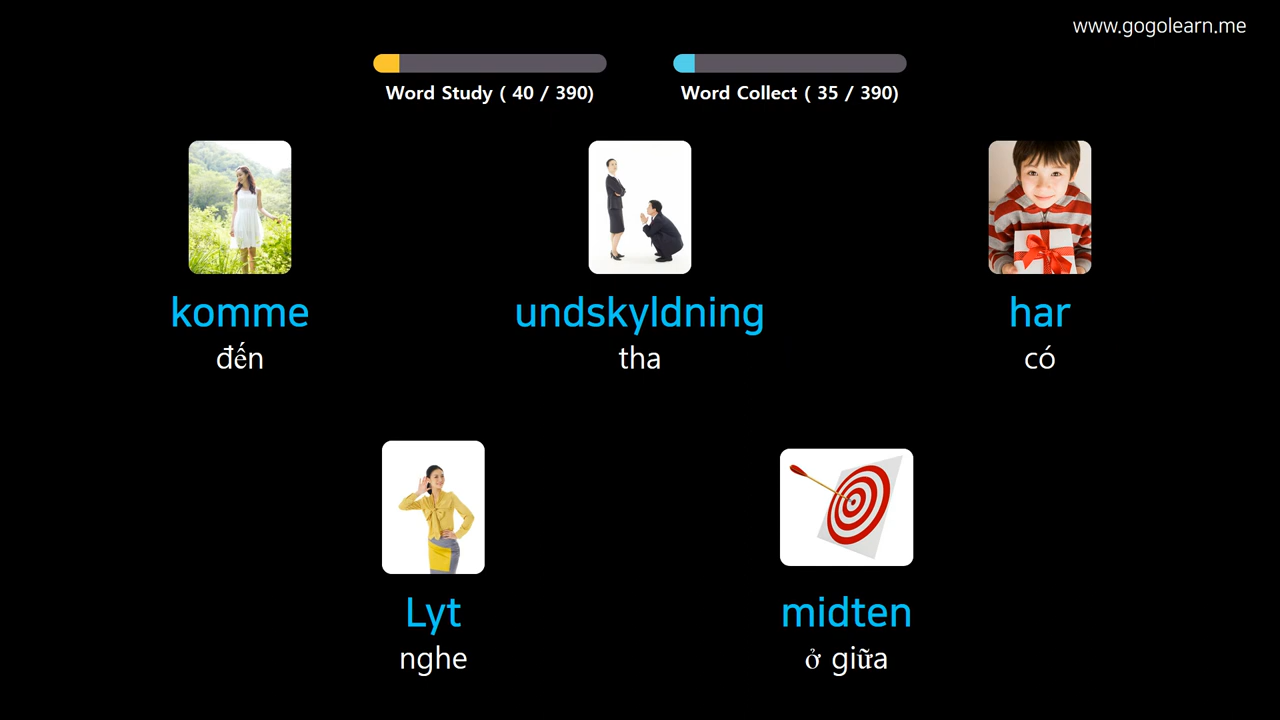 www.gogolearn.me
Word Study ( 40 / 390)
Word Collect ( 35 / 390)
komme
đến
undskyldning
tha
har
có
Lyt
nghe
midten
ở giữa